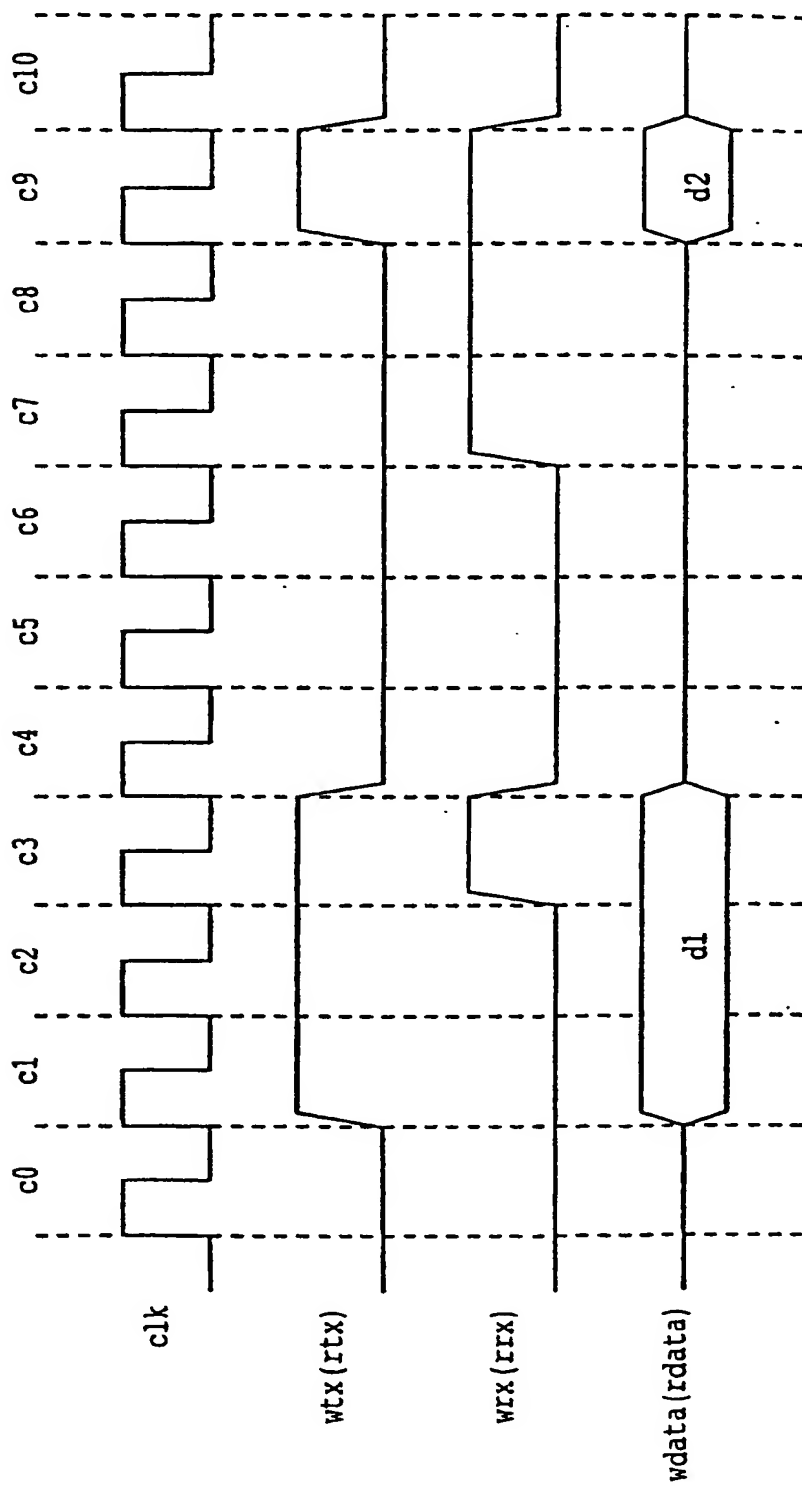 c0 c1 c2 c3 c4 c5 c6 c7 c8 c9 c10
clk
wtx(rtx)
wrx(rrx)
wdata(rdata) d1 d2